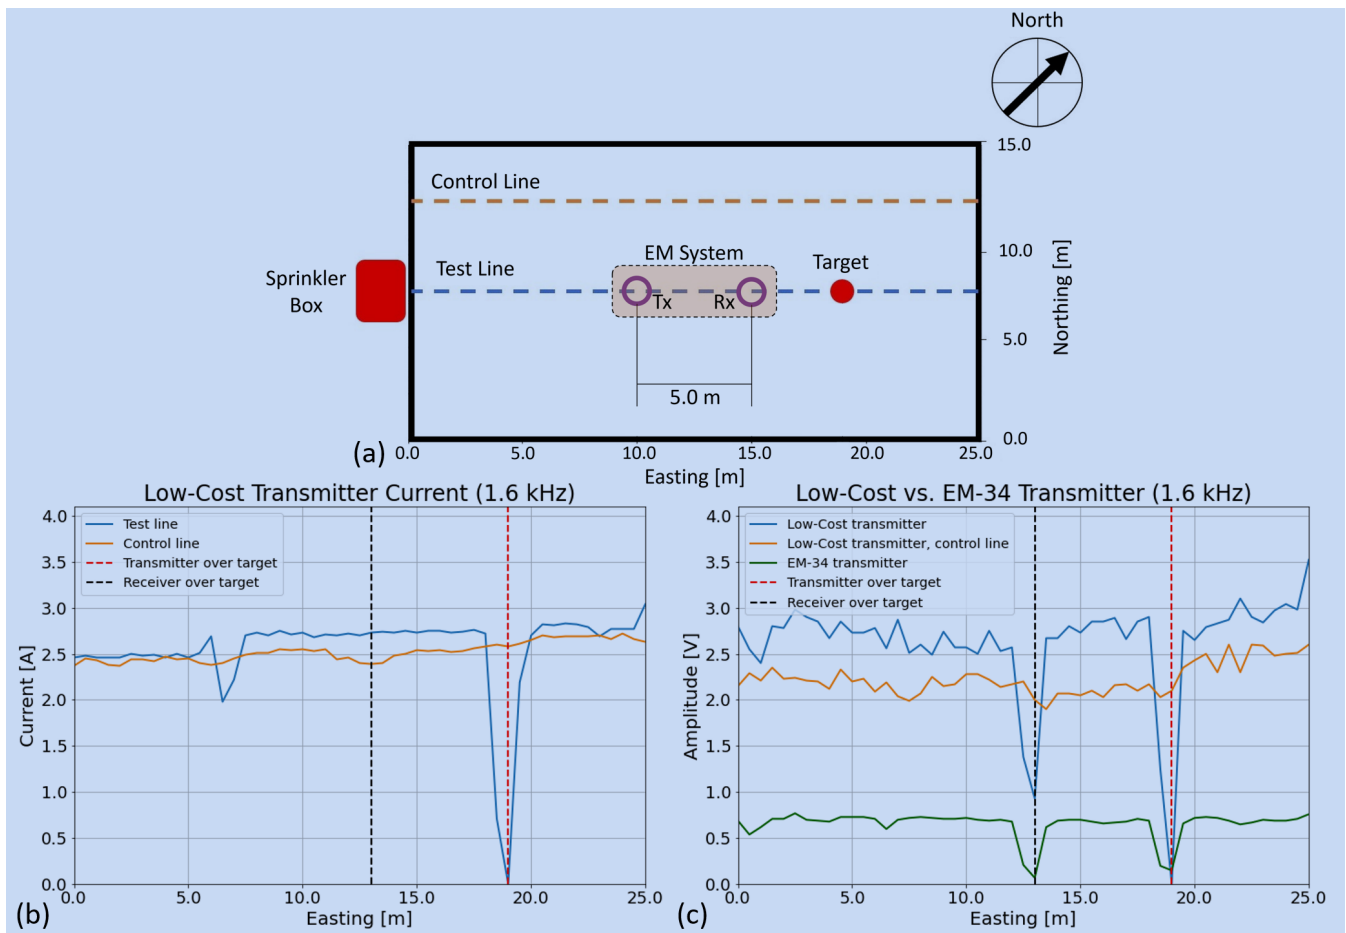 North
15.0
Control Line
10.0
EM System
Target
Test Line
Sprinkler
Box
Tx
Rx
Northing [m]
5.0
5.0 m
0.0
(a)
0.0
5.0
10.0
15.0
20.0
25.0
Easting [m]
Low-Cost Transmitter Current (1.6 kHz)
4.0
3.5
3.0
2.5
2.0
1.5
1.0
0.5
0.0
Current [A]
Test line
Control line
Transmitter over target
Receiver over target
0.0
5.0
10.0
15.0
20.0
25.0
Easting [m]
(b)
Low-Cost vs. EM-34 Transmitter (1.6 kHz)
4.0
3.5
3.0
2.5
2.0
1.5
1.0
0.5
0.0
Amplitude [V]
Low-Cost transmitter
Low-Cost transmitter, control line
EM-34 transmitter
Transmitter over target
Receiver over target
0.0
5.0
10.0
15.0
20.0
25.0
Easting [m]
(c)